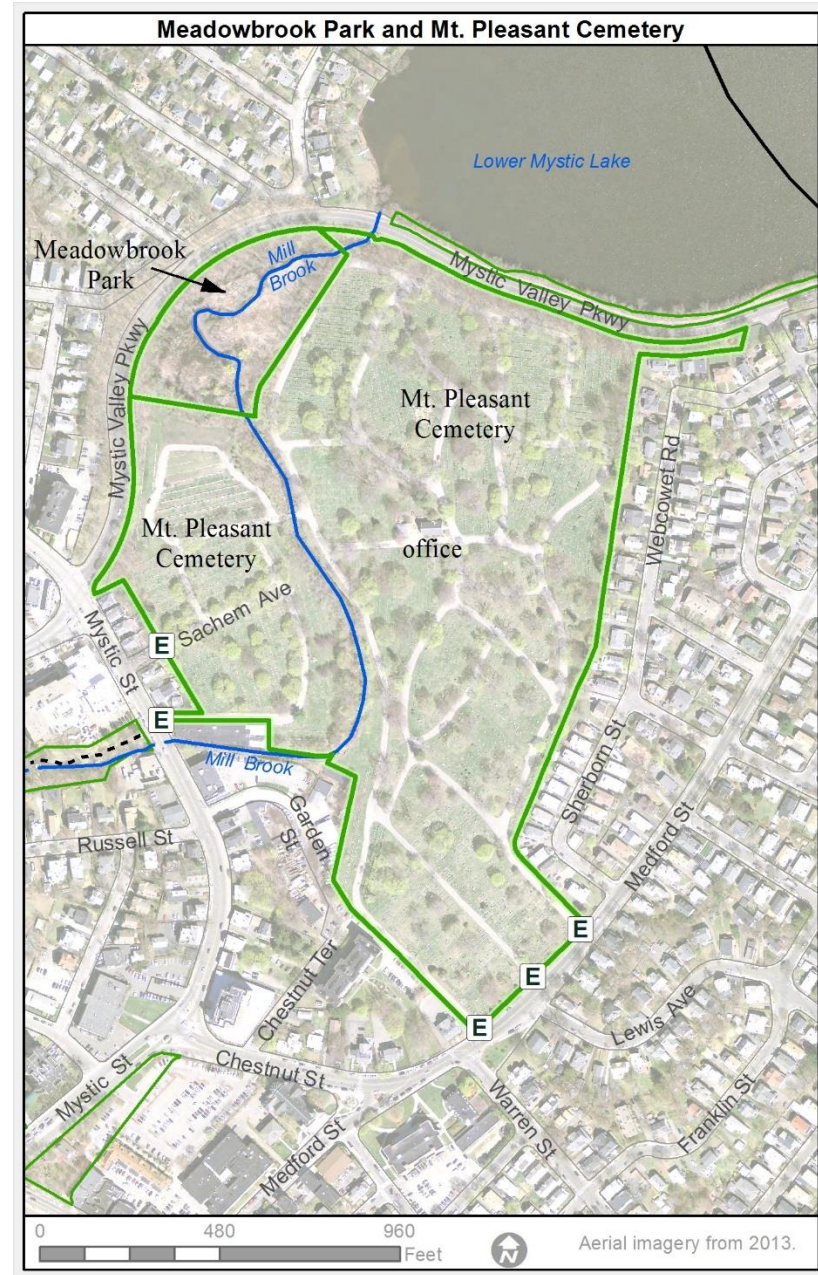 Meadowbrook Park and Mt. Pleasant Cemetery
Lower Mystic Lake
Meadowbrook
Park
Mill
Brook
Mystic Valley Pkwy
Mystic Valley Pkwy
Mt. Pleasant
Cemetery
Webcowet Rd
Mt. Pleasant
Cemetery
office
Sachem Ave
E
Mystic St
E
Mill Brook
Sherborn St
Garden
St
Russell St
Medford St
E
E
E
Chestnut Ter
Lewis Ave
Chestnut St
Mystic St
Warren St
Franklin St
Medford St
0 480 960
Feet
N
Aerial imagery from 2013.